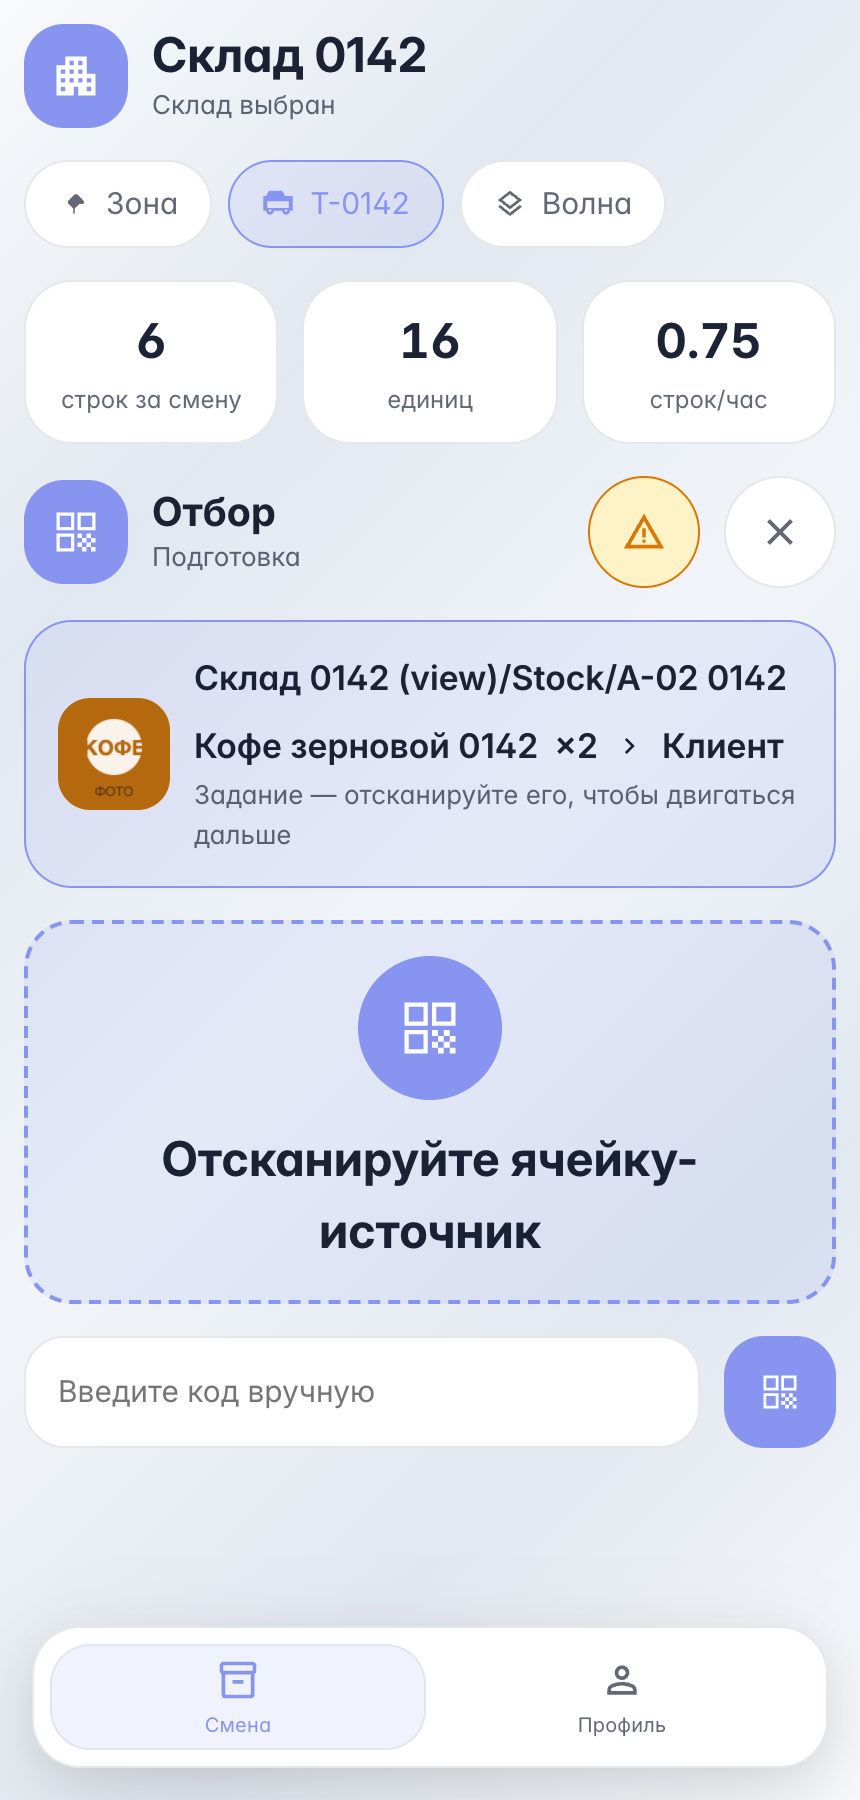 Склад 0142
Склад выбран
Зона
T-0142
Волна
6
строк за смену
16
единиц
0.75
строк/час
Отбор
Подготовка
Склад 0142 (view)/Stock/A-02 0142
КОФЕ
ФОТО
Кофе зерновой 0142 ×2 › Клиент
Задание — отсканируйте его, чтобы двигаться
дальше
Отсканируйте ячейку-
источник
Введите код вручную
Смена
Профиль